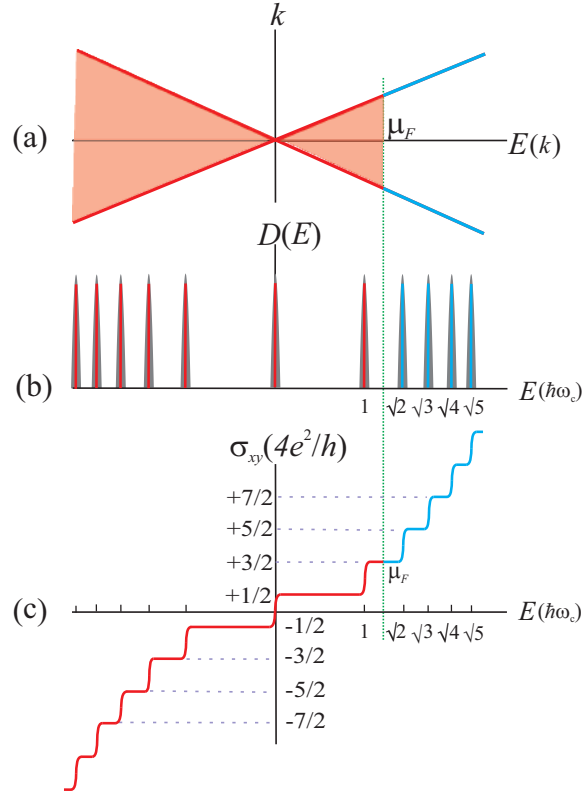 k
(a)
μF
E(k)
D(E)
(b)
E(ħωc)
1 √2 √3 √4 √5
σxy(4e²/h)
+7/2
+5/2
+3/2
μF
+1/2
(c)
E(ħωc)
1 √2 √3 √4 √5
-1/2
-3/2
-5/2
-7/2